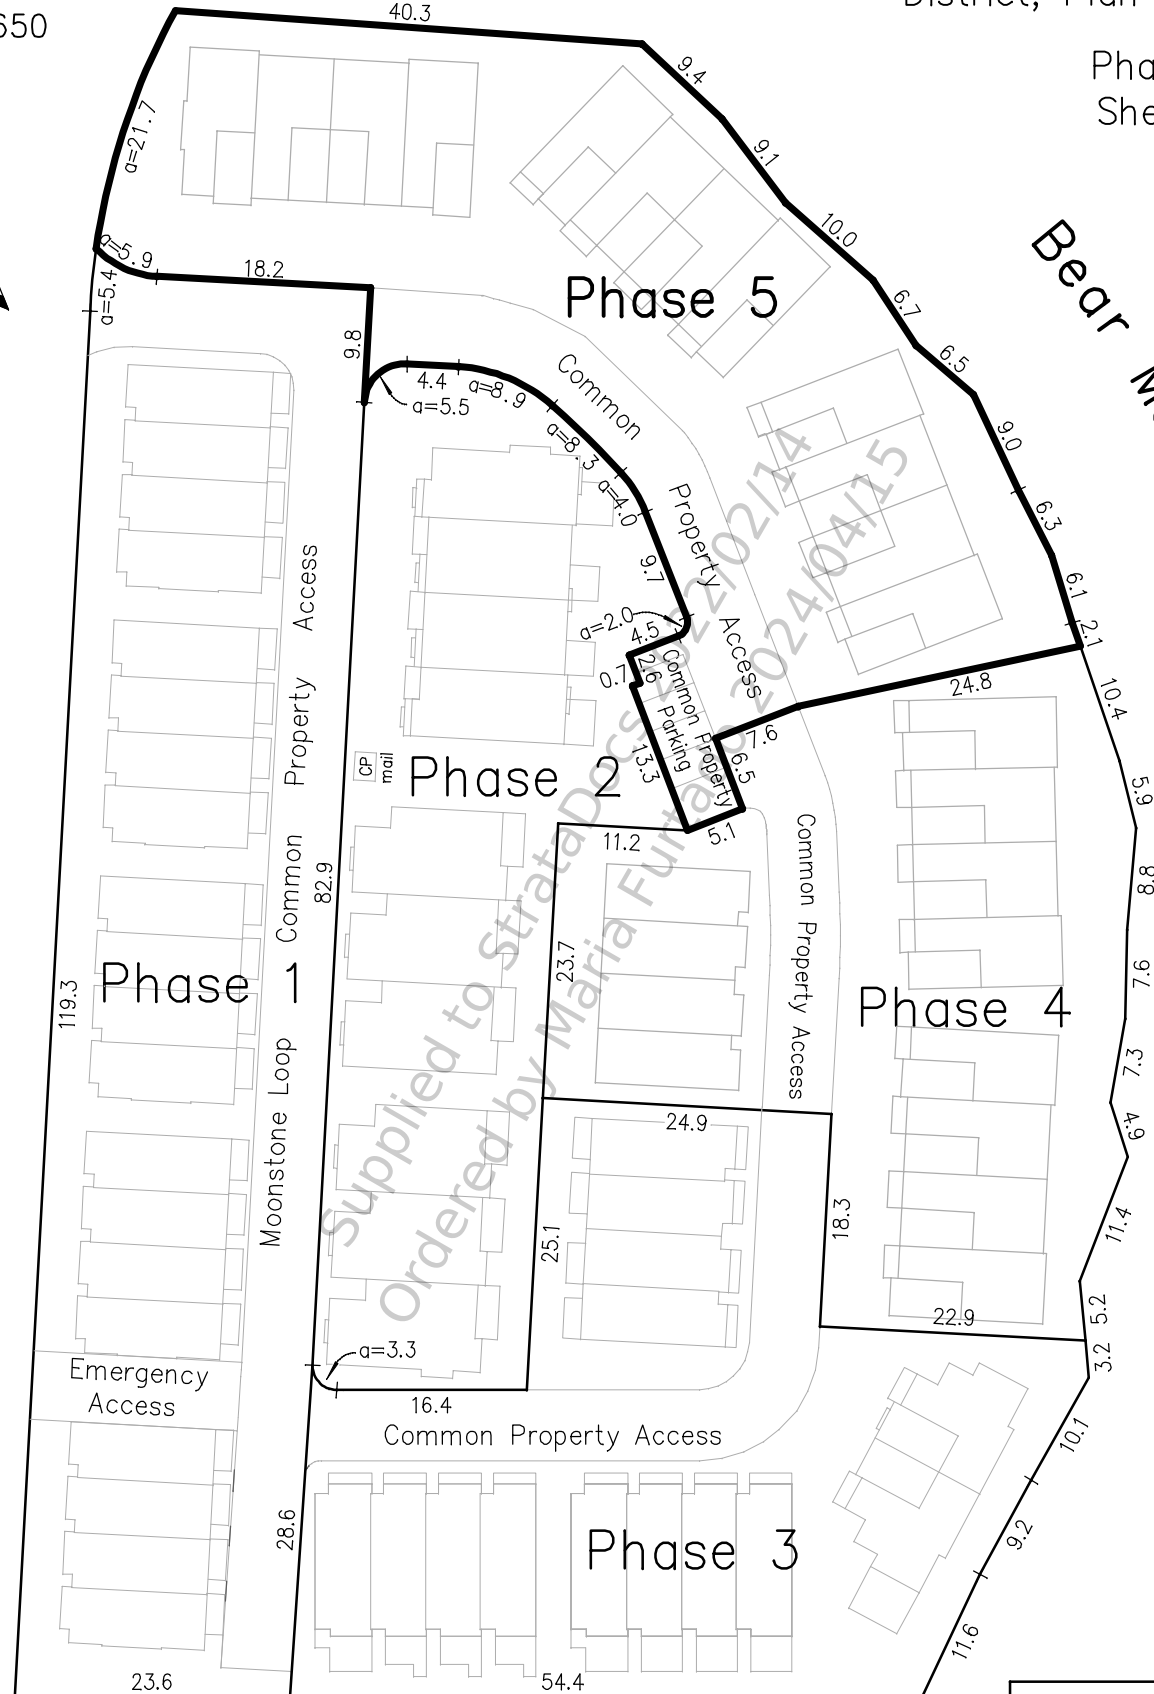 650
District, Plan
Pha
She
40.3
9.4
9.1
10.0
6.7
6.5
9.0
6.3
6.1
2.1
a=21.7
a=5.9
a=5.4
18.2
9.8
4.4
a=5.5
a=8.9
a=8.3
a=4.0
9.7
a=2.0
4.5
2.6
0.7
13.3
5.1
6.5
7.6
24.8
Phase 5
Bear
M
Common
Property
Access
Common Property
Parking
10.4
5.9
8.8
7.6
7.3
4.9
11.4
5.2
3.2
10.1
9.2
11.6
CP
mail
Phase 2
11.2
23.7
82.9
Moonstone Loop Common Property Access
119.3
Phase 1
Common Property Access
Phase 4
24.9
25.1
18.3
22.9
a=3.3
16.4
Emergency
Access
Common Property Access
28.6
Phase 3
23.6
54.4
Supplied to StrataDocs 2022/02/14
Ordered by Maria Furtado 2024/04/15